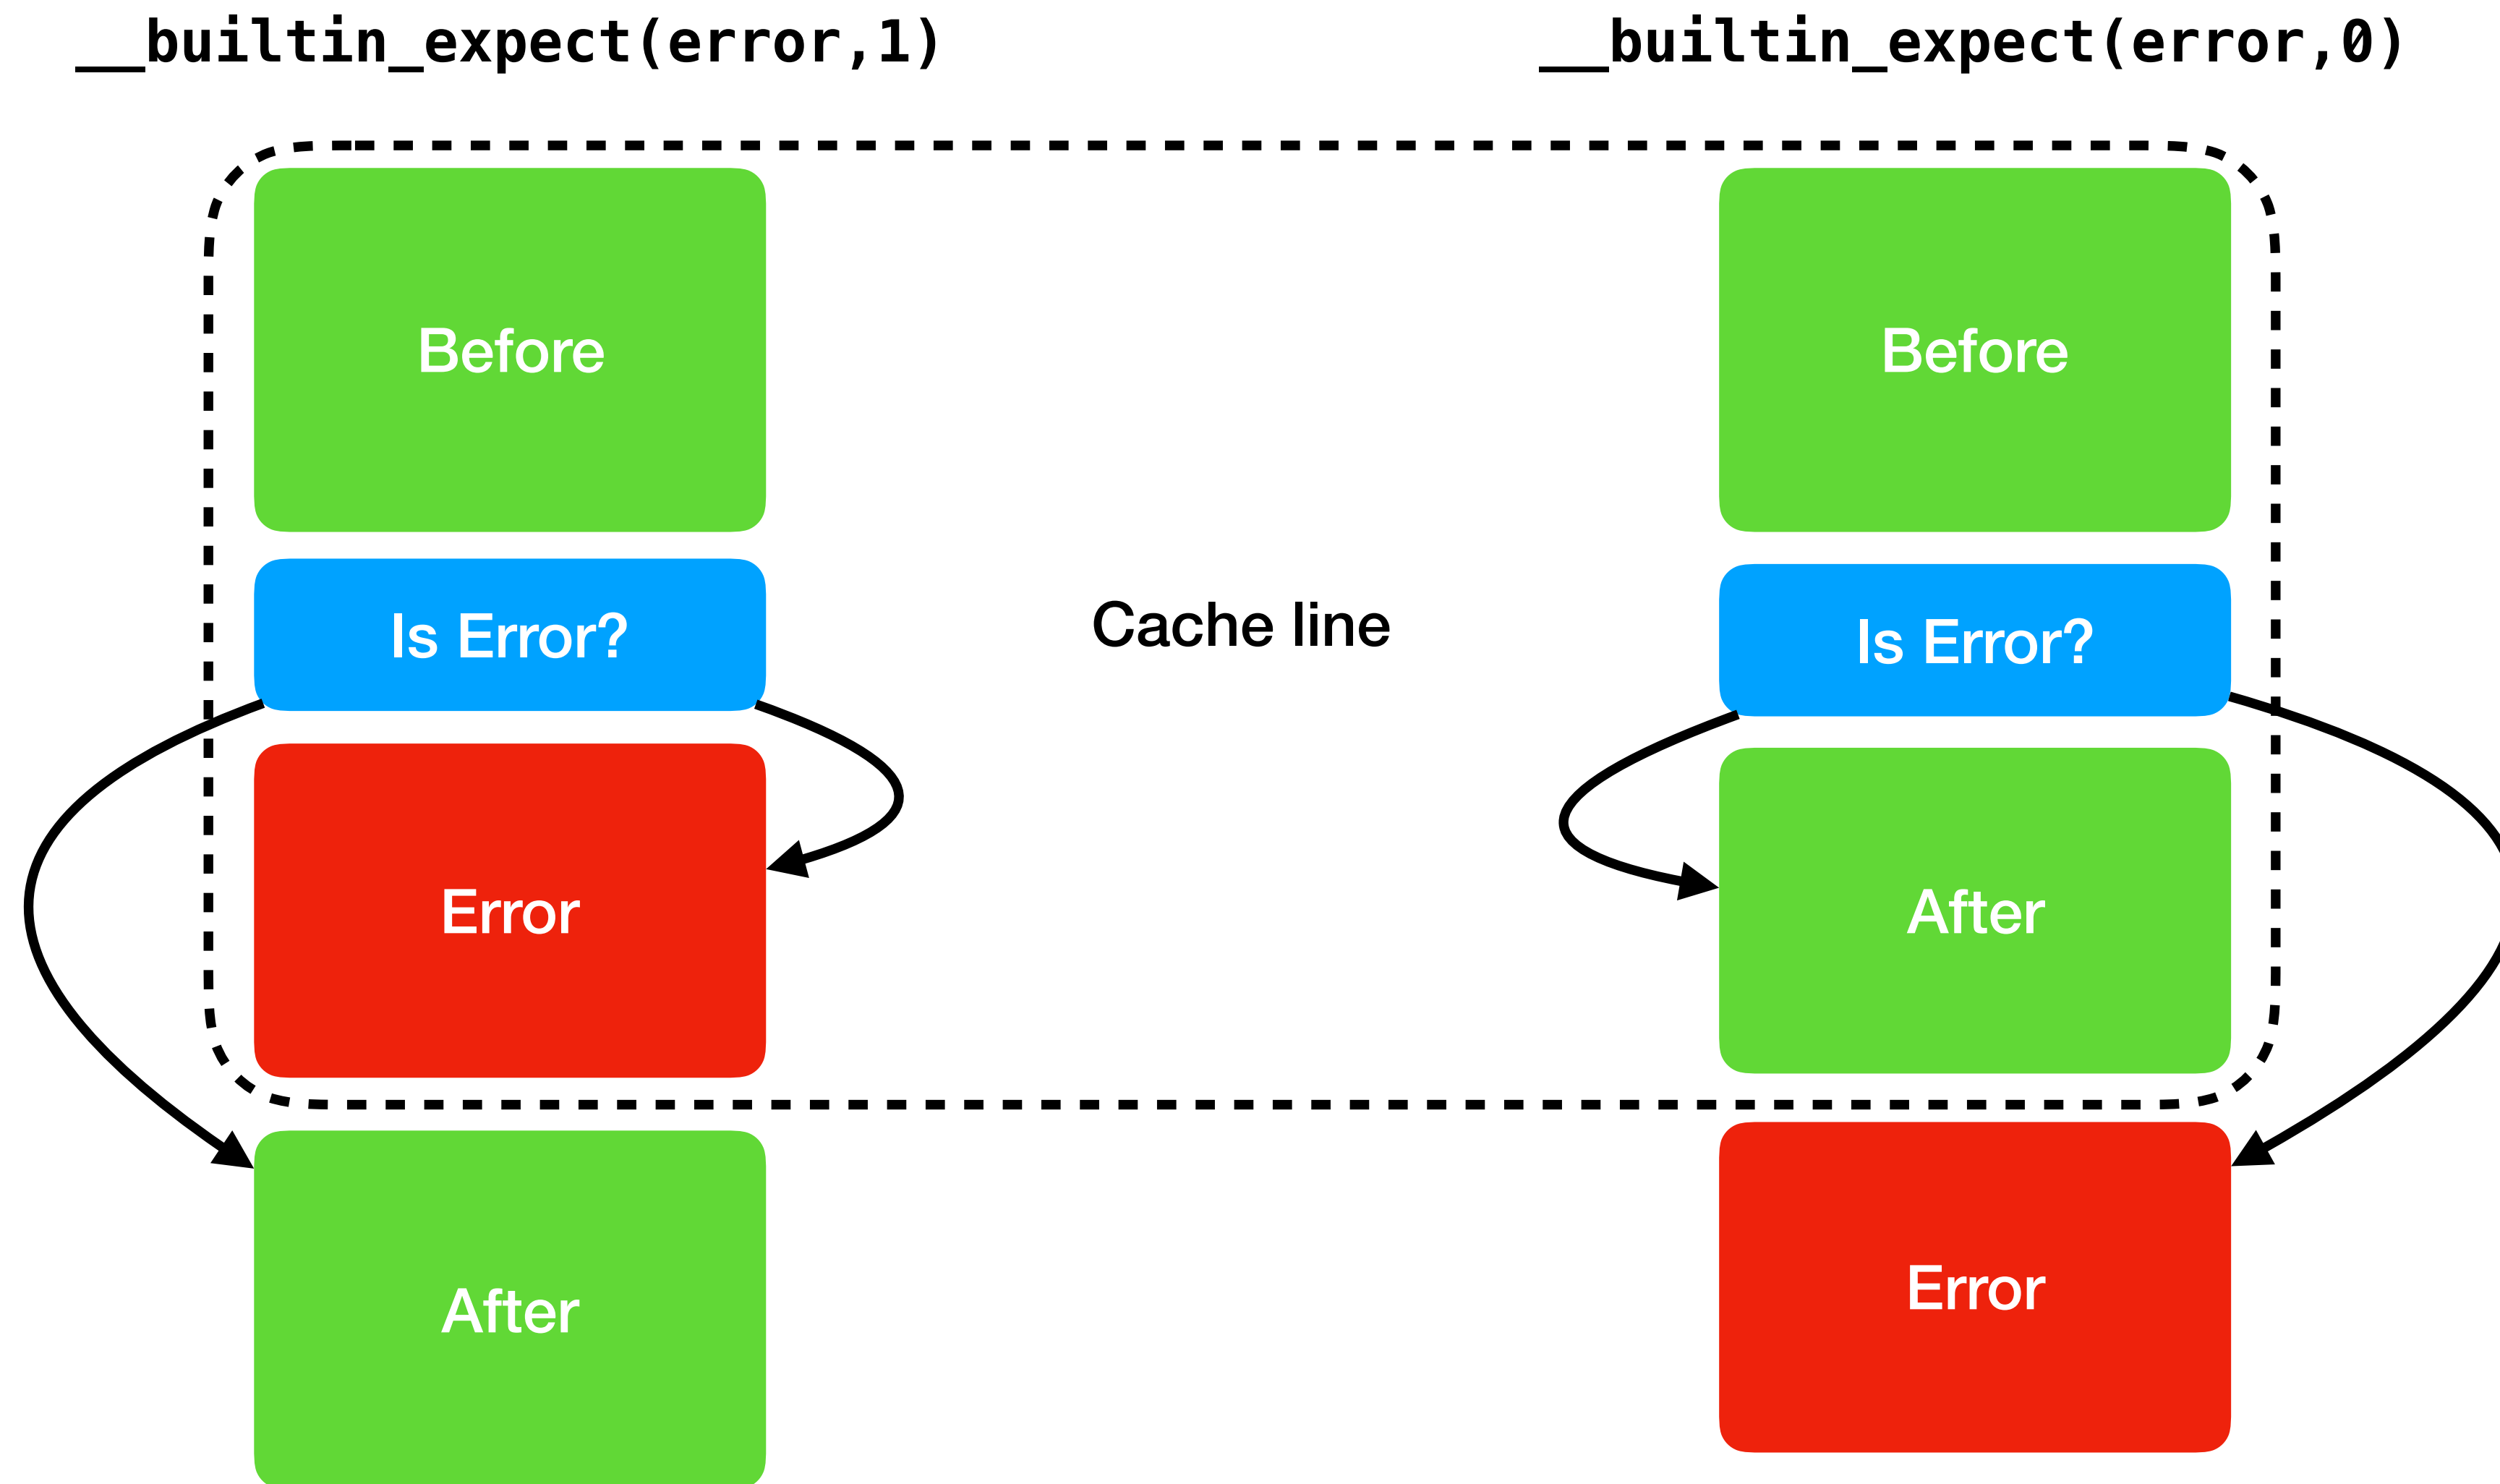 __builtin_expect(error,1)
__builtin_expect(error,0)
Before
Before
Is Error?
Cache line
Is Error?
Error
After
After
Error